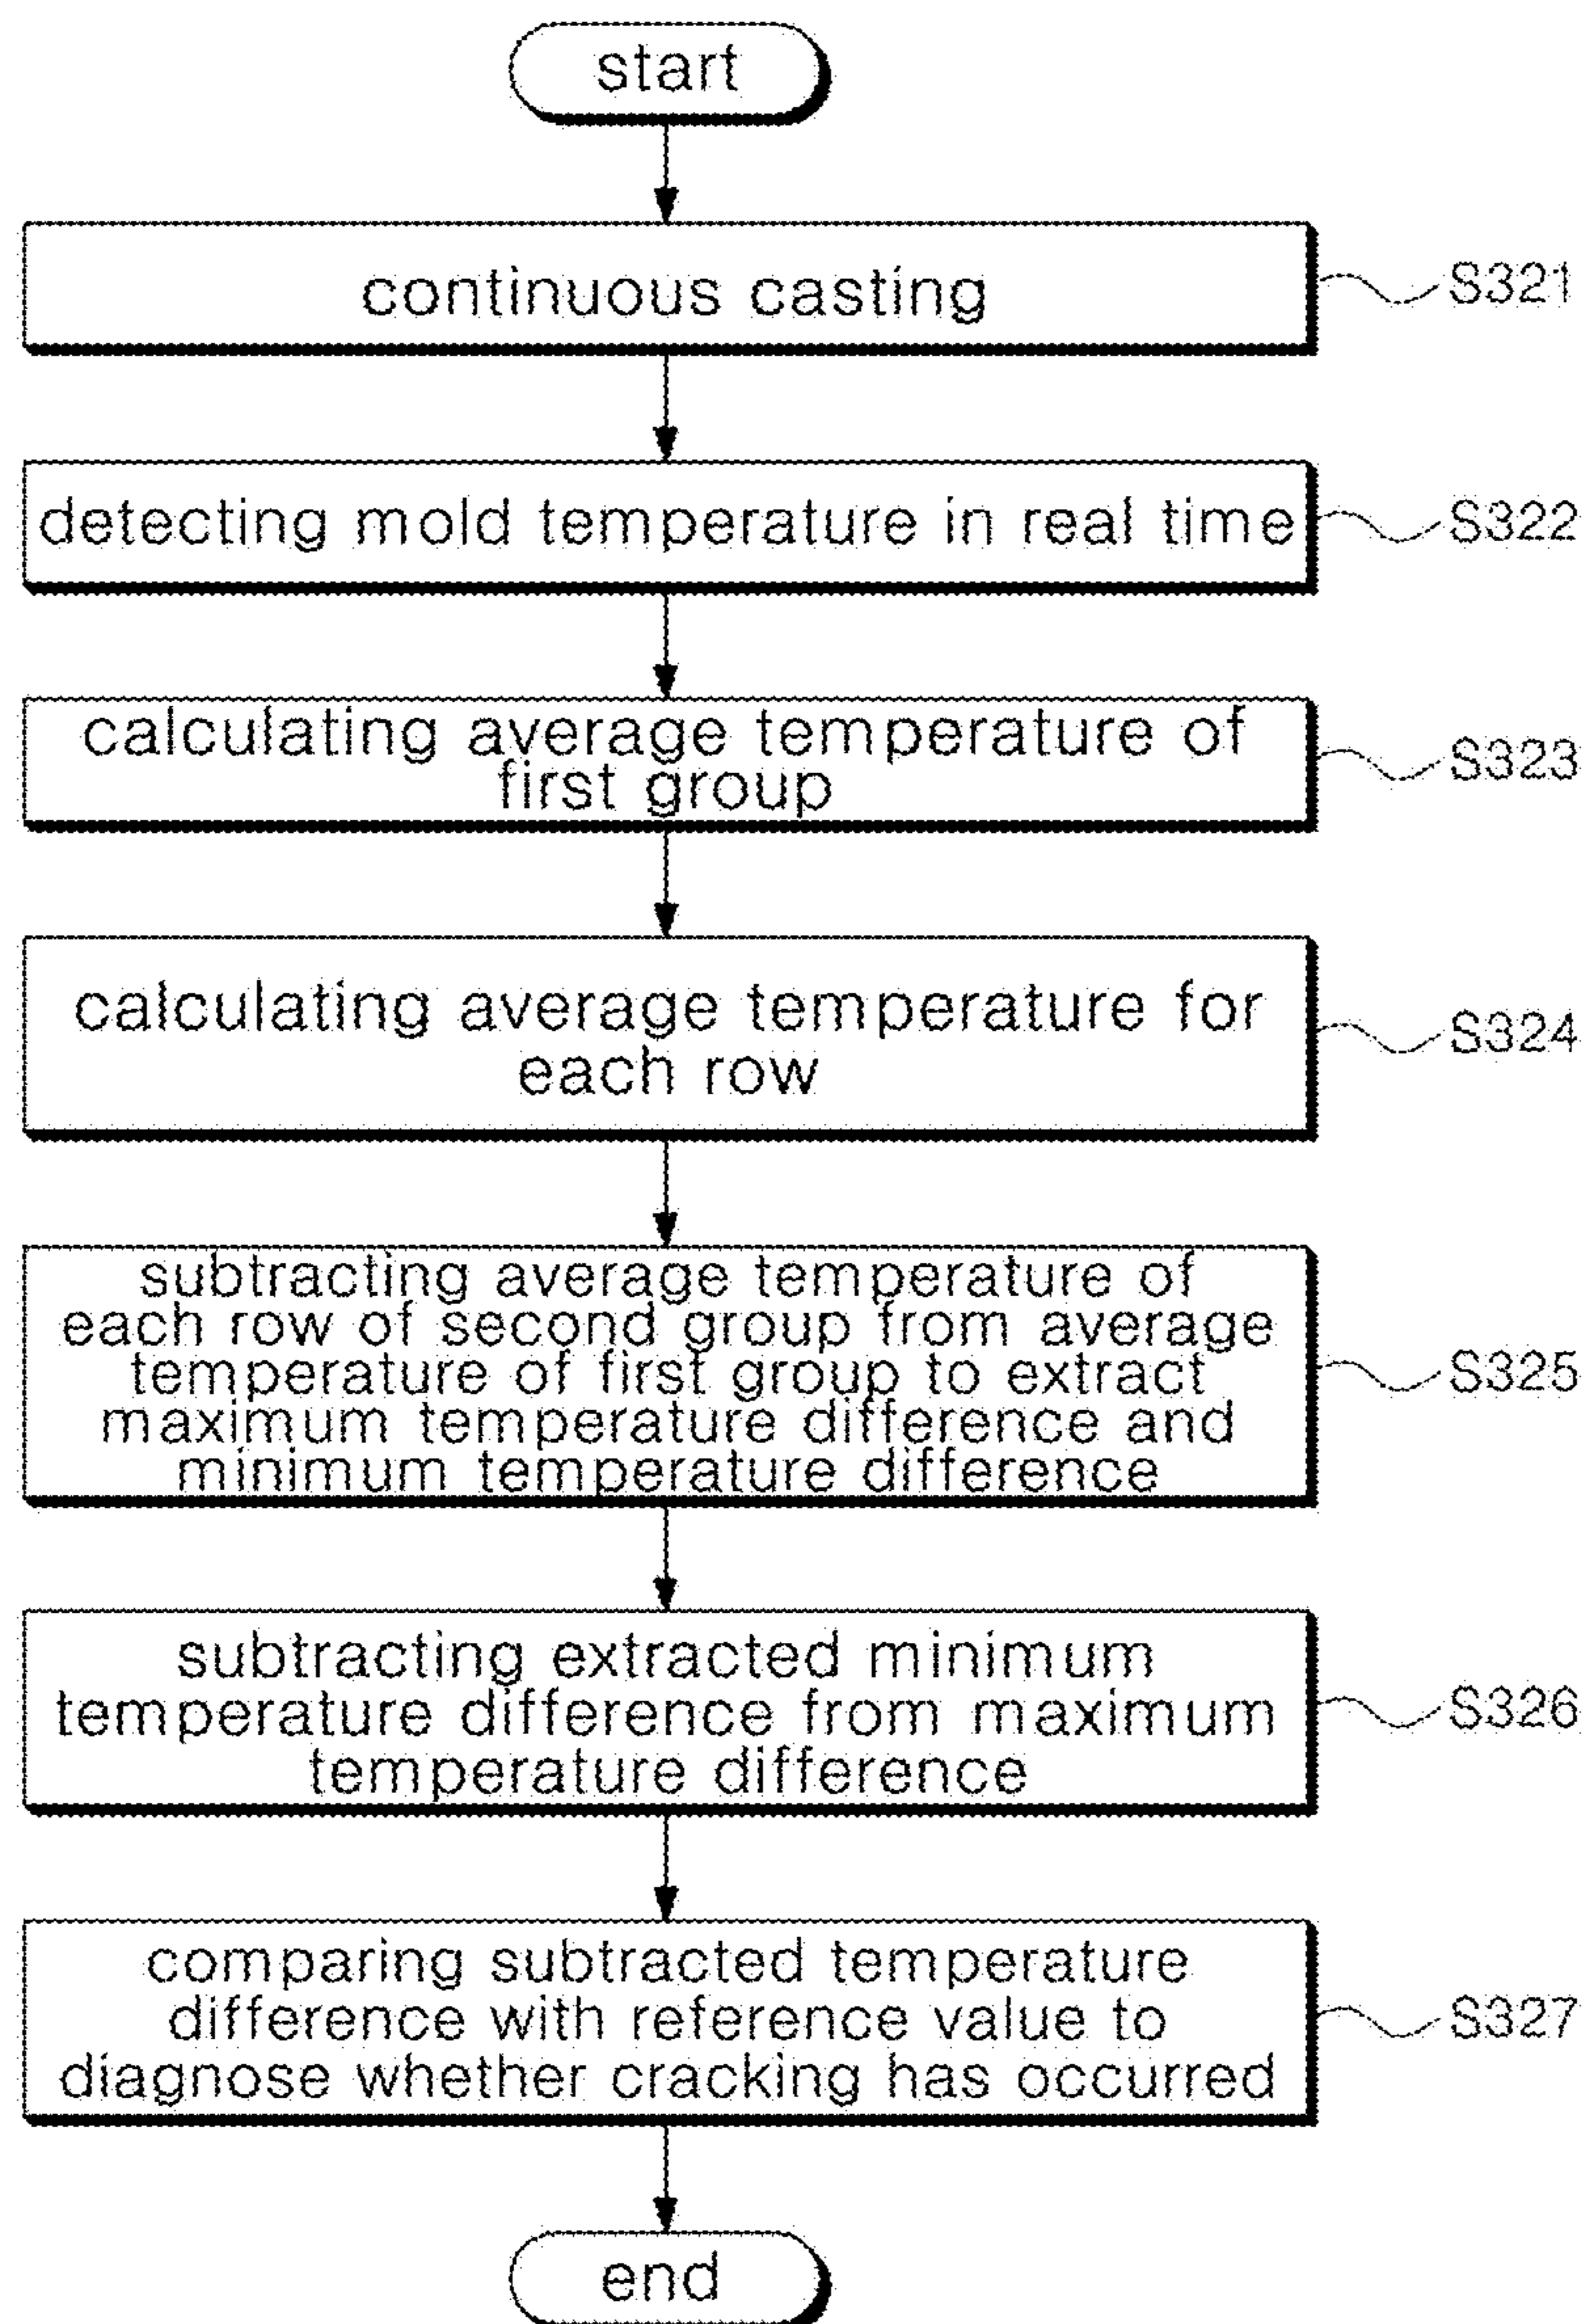 start
continuous casting
S321
detecting mold temperature in real time
S322
calculating average temperature of
first group
S323
calculating average temperature for
each row
S324
subtracting average temperature of
each row of second group from average
temperature of first group to extract
maximum temperature difference and
minimum temperature difference
S325
subtracting extracted minimum
temperature difference from maximum
temperature difference
S326
comparing subtracted temperature
difference with reference value to
diagnose whether cracking has occurred
S327
end